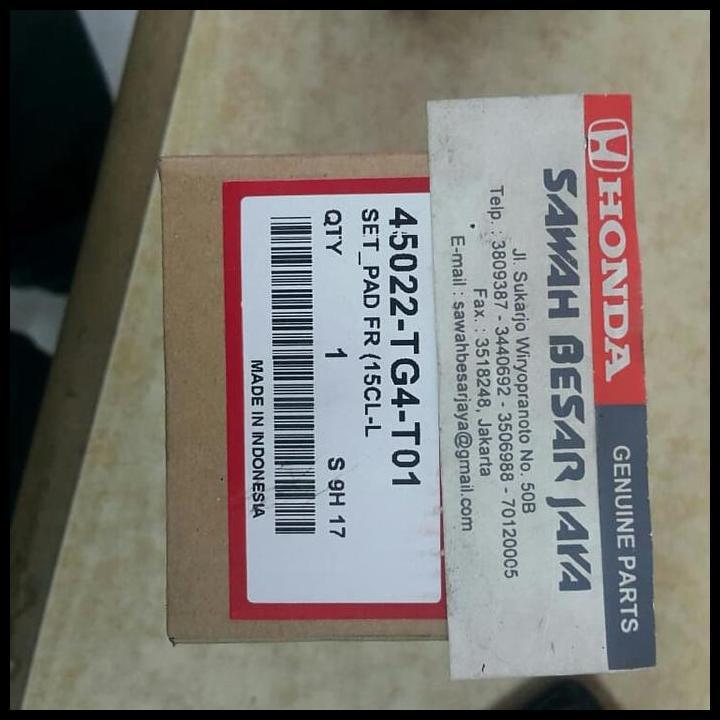 HONDA
GENUINE PARTS
SAWAH BESAR JAYA
Jl. Sukarjo Wiryopranoto No. 50B
Telp. : 3809387 - 3440692 - 3506988 - 70120005
Fax. : 3518248, Jakarta
E-mail : sawahbesarjaya@gmail.com
45022-TG4-T01
SET_PAD FR (15CL-L
QTY 1 S 9H 17
MADE IN INDONESIA